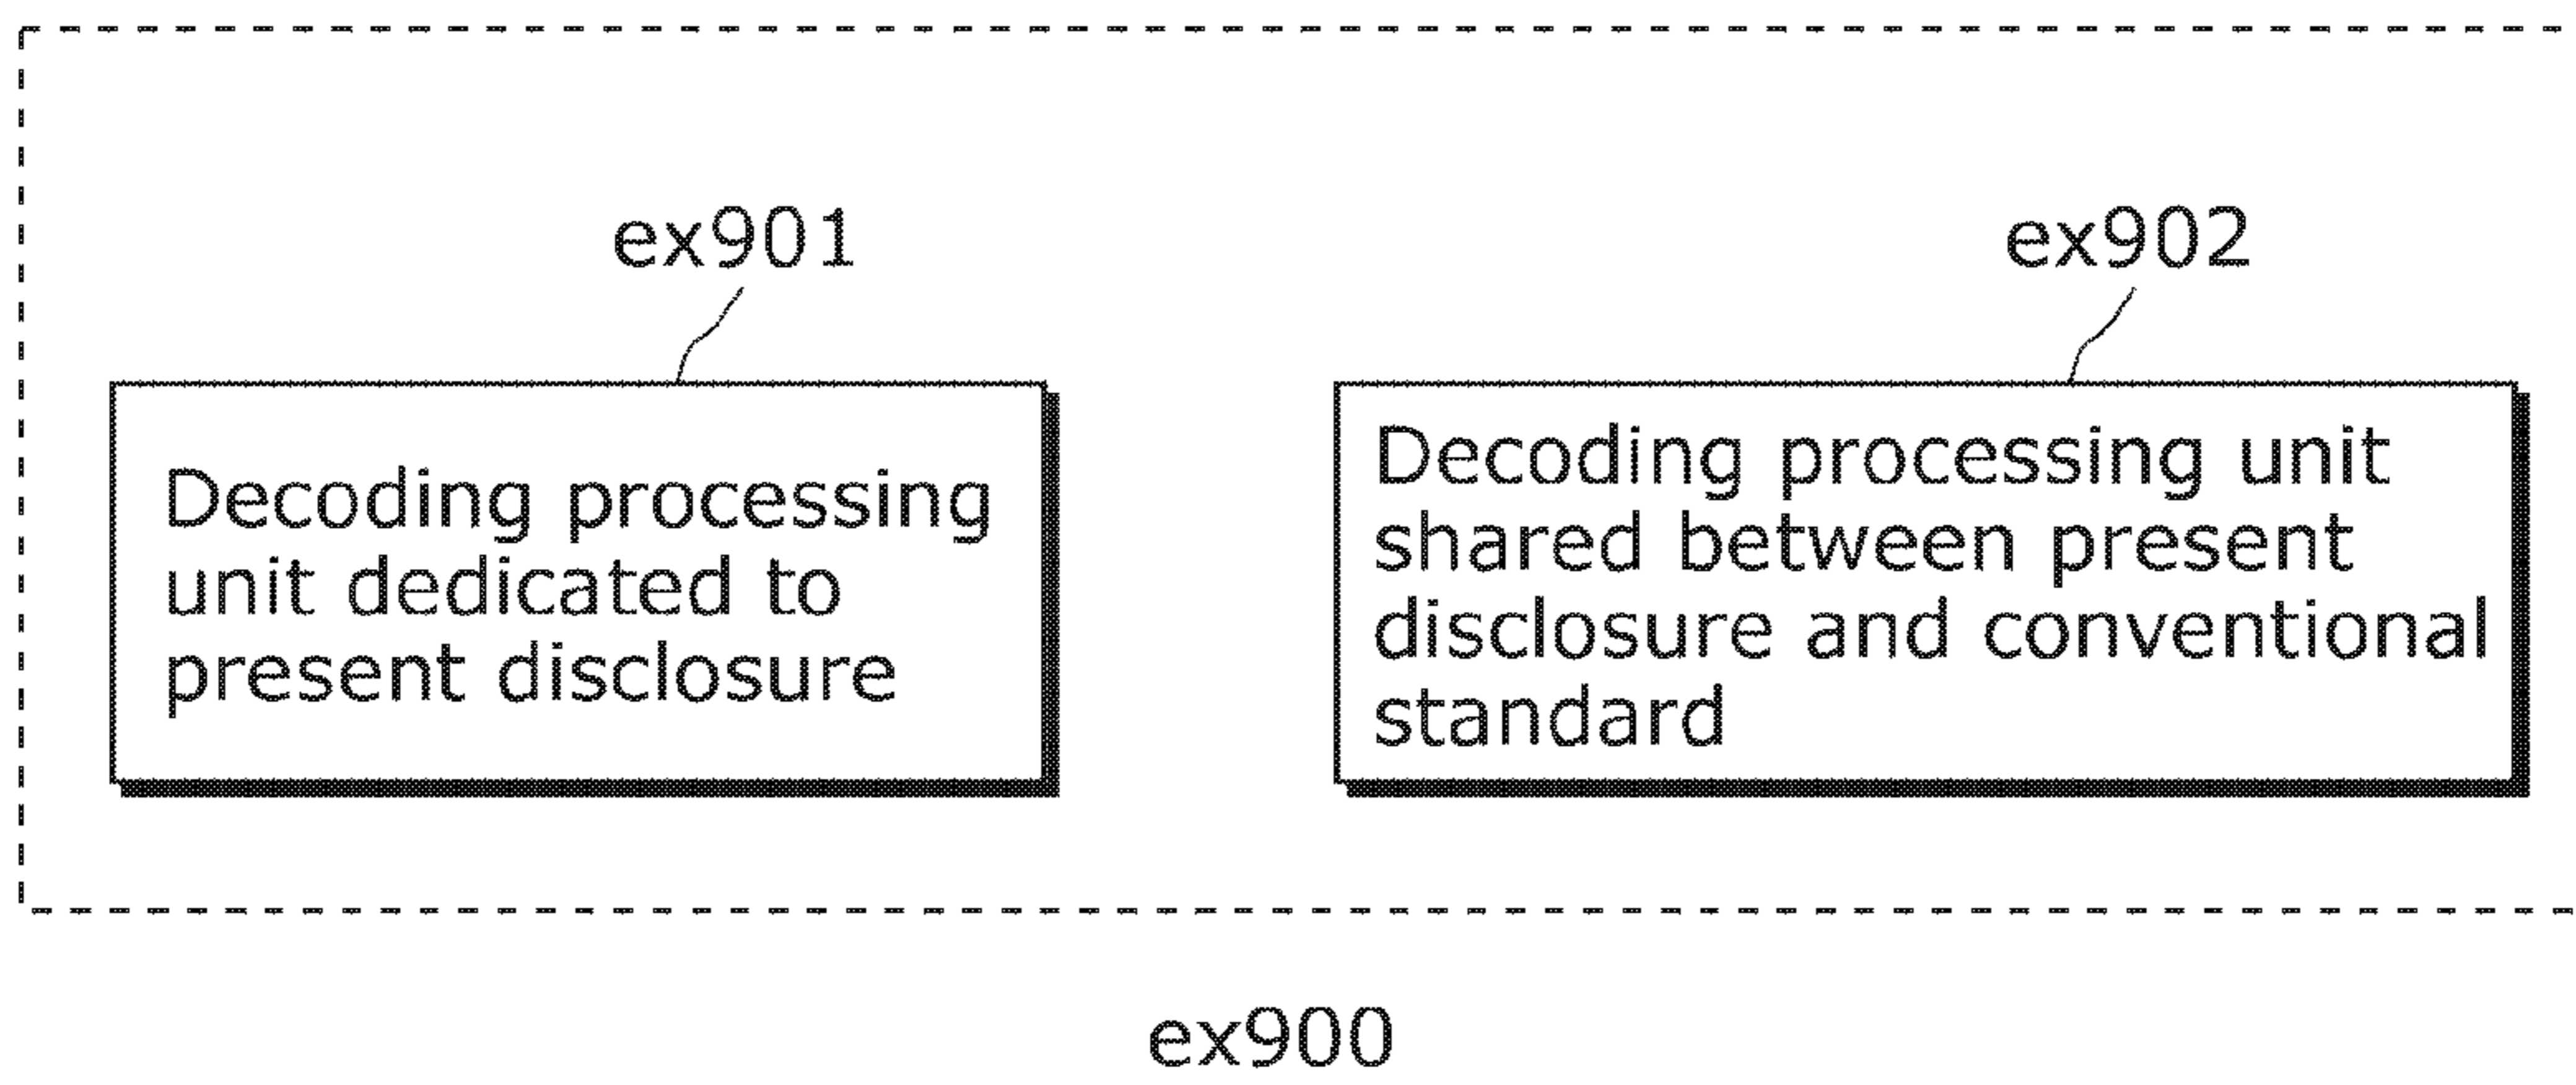 ex901
Decoding processing
unit dedicated to
present disclosure
ex902
Decoding processing unit
shared between present
disclosure and conventional
standard
ex900